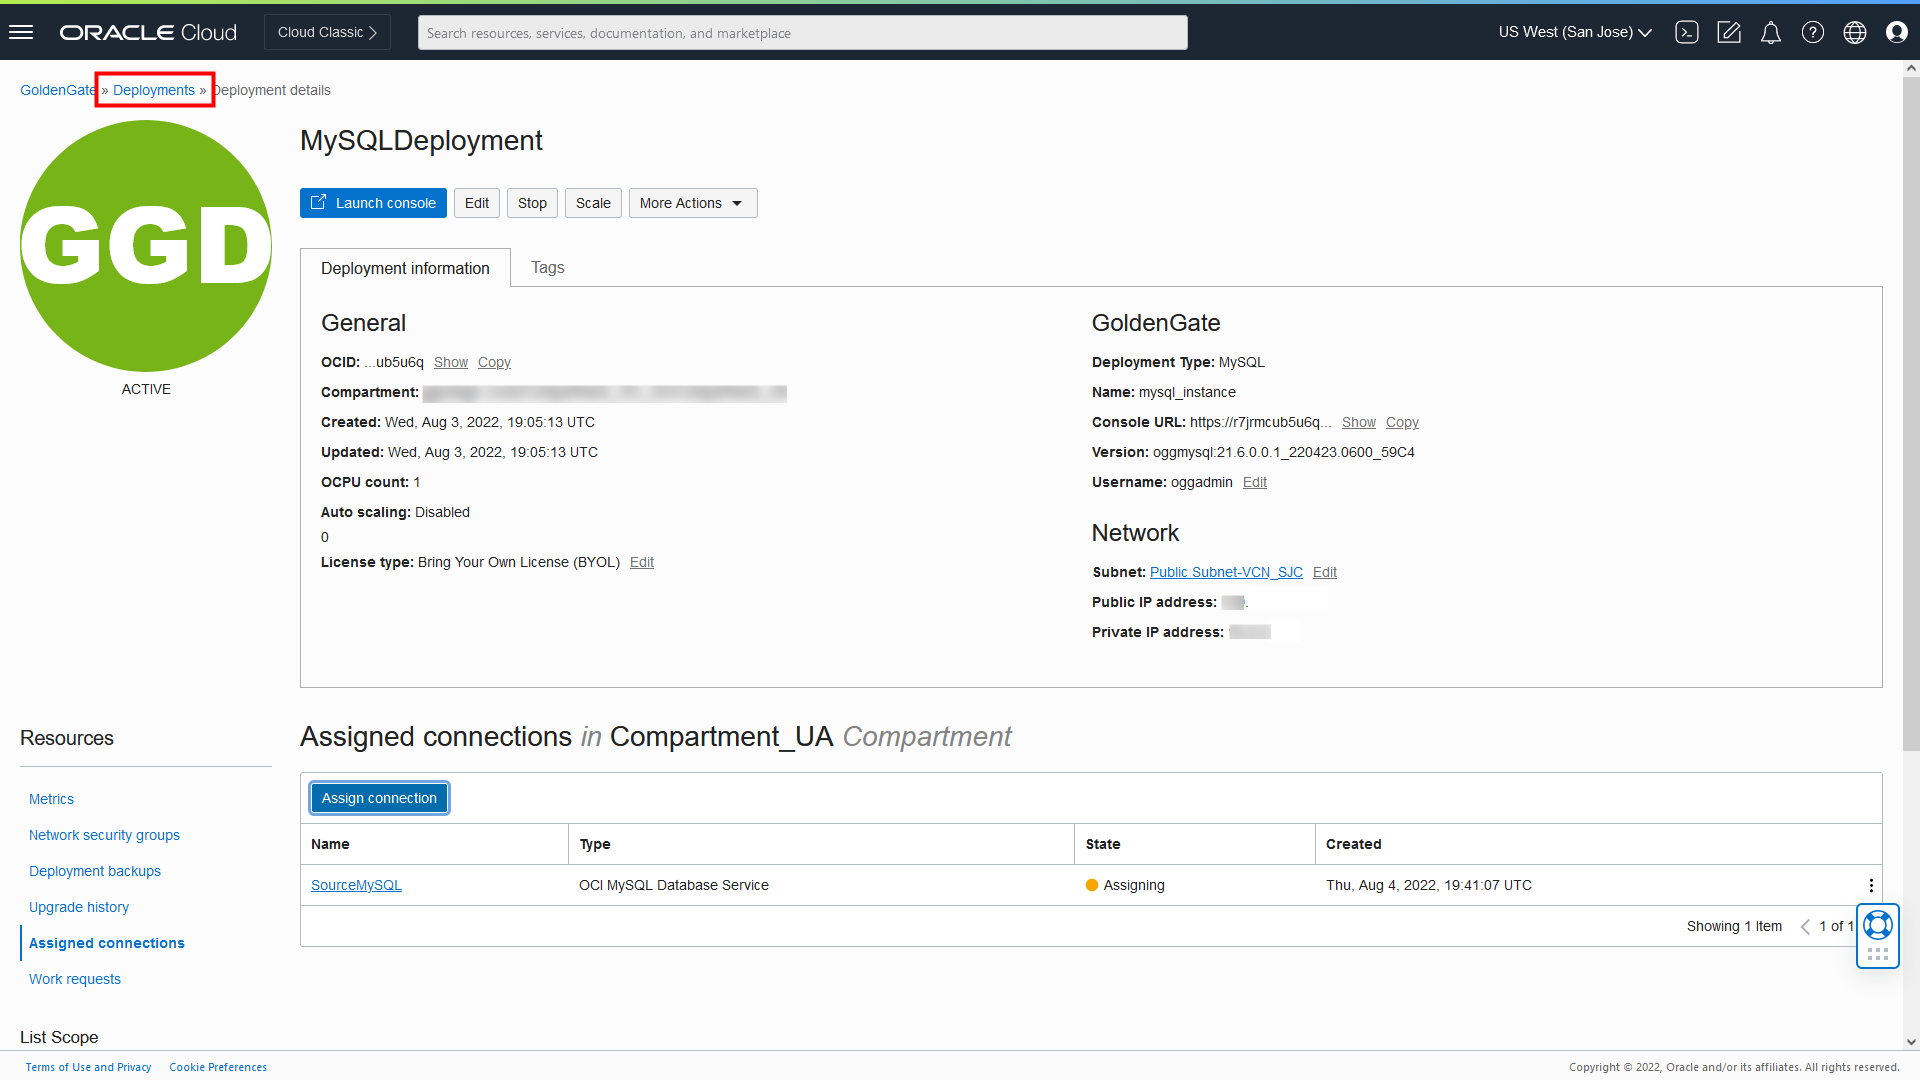 ORACLE Cloud
Cloud Classic
Search resources, services, documentation, and marketplace
US West (San Jose)
GoldenGate » Deployments » Deployment details
GGD
ACTIVE
MySQLDeployment
Launch console
Edit
Stop
Scale
More Actions
Deployment information
Tags
General
OCID: ...ub5u6q Show Copy
Compartment:
Created: Wed, Aug 3, 2022, 19:05:13 UTC
Updated: Wed, Aug 3, 2022, 19:05:13 UTC
OCPU count: 1
Auto scaling: Disabled
0
License type: Bring Your Own License (BYOL) Edit
GoldenGate
Deployment Type: MySQL
Name: mysql_instance
Console URL: https://r7jrmcub5u6q... Show Copy
Version: oggmysql:21.6.0.0.1_220423.0600_59C4
Username: oggadmin Edit
Network
Subnet: Public Subnet-VCN_SJC Edit
Public IP address:
Private IP address:
Resources
Metrics
Network security groups
Deployment backups
Upgrade history
Assigned connections
Work requests
List Scope
Assigned connections in Compartment_UA Compartment
Assign connection
Name Type State Created
SourceMySQL OCI MySQL Database Service Assigning Thu, Aug 4, 2022, 19:41:07 UTC
Showing 1 Item 1 of 1
Terms of Use and Privacy Cookie Preferences
Copyright © 2022, Oracle and/or its affiliates. All rights reserved.